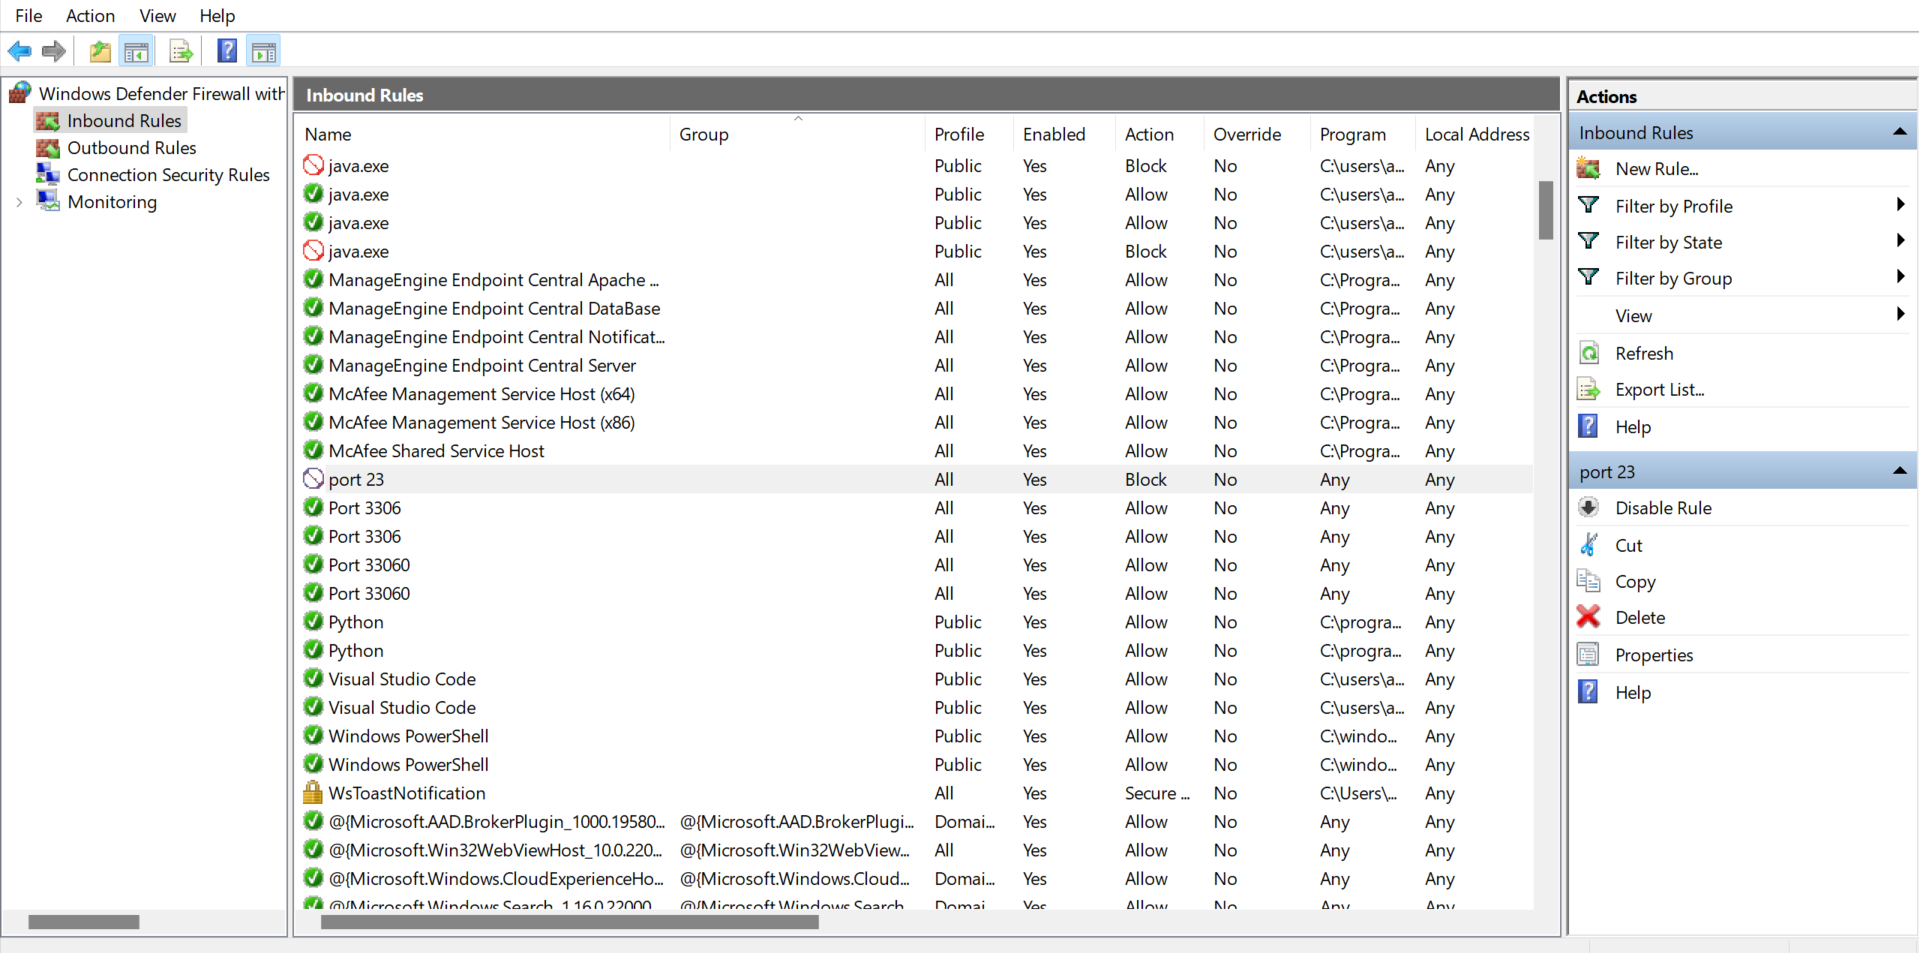 File Action View Help
Windows Defender Firewall with
Inbound Rules
Outbound Rules
Connection Security Rules
Monitoring
Inbound Rules
Name Group Profile Enabled Action Override Program Local Address
java.exe Public Yes Block No C:\users\a... Any
java.exe Public Yes Allow No C:\users\a... Any
java.exe Public Yes Allow No C:\users\a... Any
java.exe Public Yes Block No C:\users\a... Any
ManageEngine Endpoint Central Apache ... All Yes Allow No C:\Progra... Any
ManageEngine Endpoint Central DataBase All Yes Allow No C:\Progra... Any
ManageEngine Endpoint Central Notificat... All Yes Allow No C:\Progra... Any
ManageEngine Endpoint Central Server All Yes Allow No C:\Progra... Any
McAfee Management Service Host (x64) All Yes Allow No C:\Progra... Any
McAfee Management Service Host (x86) All Yes Allow No C:\Progra... Any
McAfee Shared Service Host All Yes Allow No C:\Progra... Any
port 23 All Yes Block No Any Any
Port 3306 All Yes Allow No Any Any
Port 3306 All Yes Allow No Any Any
Port 33060 All Yes Allow No Any Any
Port 33060 All Yes Allow No Any Any
Python Public Yes Allow No C:\progra... Any
Python Public Yes Allow No C:\progra... Any
Visual Studio Code Public Yes Allow No C:\users\a... Any
Visual Studio Code Public Yes Allow No C:\users\a... Any
Windows PowerShell Public Yes Allow No C:\windo... Any
Windows PowerShell Public Yes Allow No C:\windo... Any
WsToastNotification All Yes Secure ... No C:\Users\... Any
@{Microsoft.AAD.BrokerPlugin_1000.19580... @{Microsoft.AAD.BrokerPlugi... Domai... Yes Allow No Any Any
@{Microsoft.Win32WebViewHost_10.0.220... @{Microsoft.Win32WebView... All Yes Allow No Any Any
@{Microsoft.Windows.CloudExperienceHo... @{Microsoft.Windows.Cloud... Domai... Yes Allow No Any Any
@{Microsoft.Windows.Search_1.16.0.22000... @{Microsoft.Windows.Search... Domai... Yes Allow No Any Any
Actions
Inbound Rules
New Rule...
Filter by Profile
Filter by State
Filter by Group
View
Refresh
Export List...
Help
port 23
Disable Rule
Cut
Copy
Delete
Properties
Help